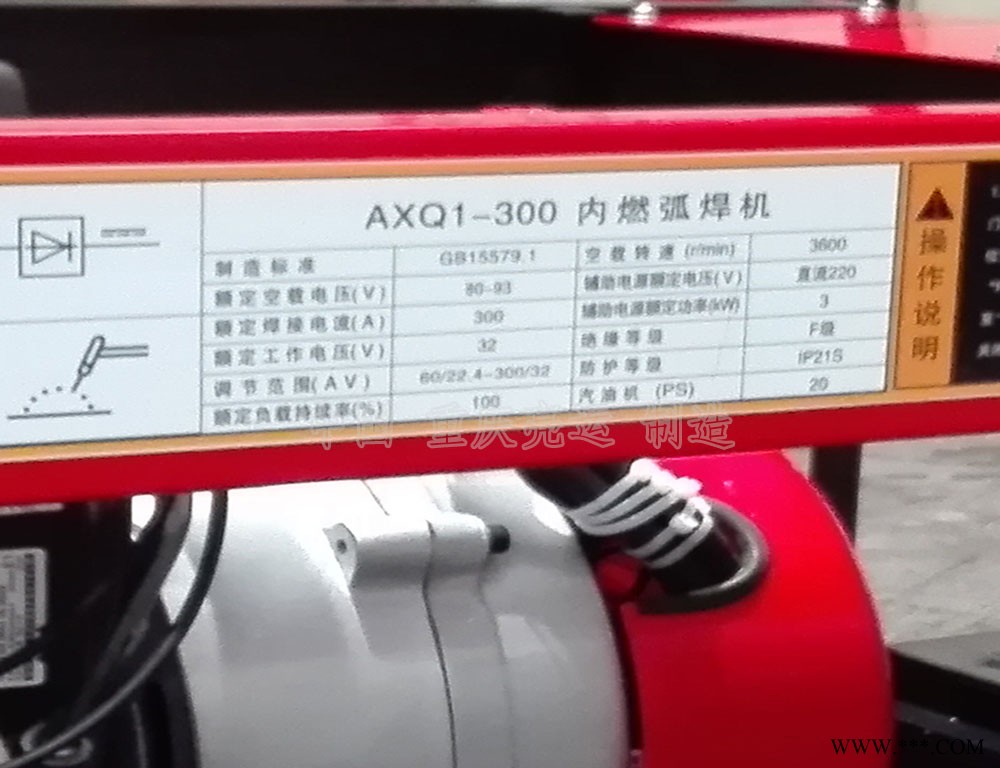 AXQ1-300 内燃弧焊机
制造标准 GB15579.1 空载转速 (r/min) 3600
额定空载电压(V) 80-93 辅助电源额定电压(V) 直流220
额定焊接电流(A) 300 辅助电源额定功率(kW) 3
额定工作电压(V) 32 绝缘等级 F级
调节范围(A V) 60/22.4-300/32 防护等级 IP21S
额定负载持续率(%) 100 汽油机 (PS) 20
操作说明
中国 重庆尧运 制造
WWW.***.COM